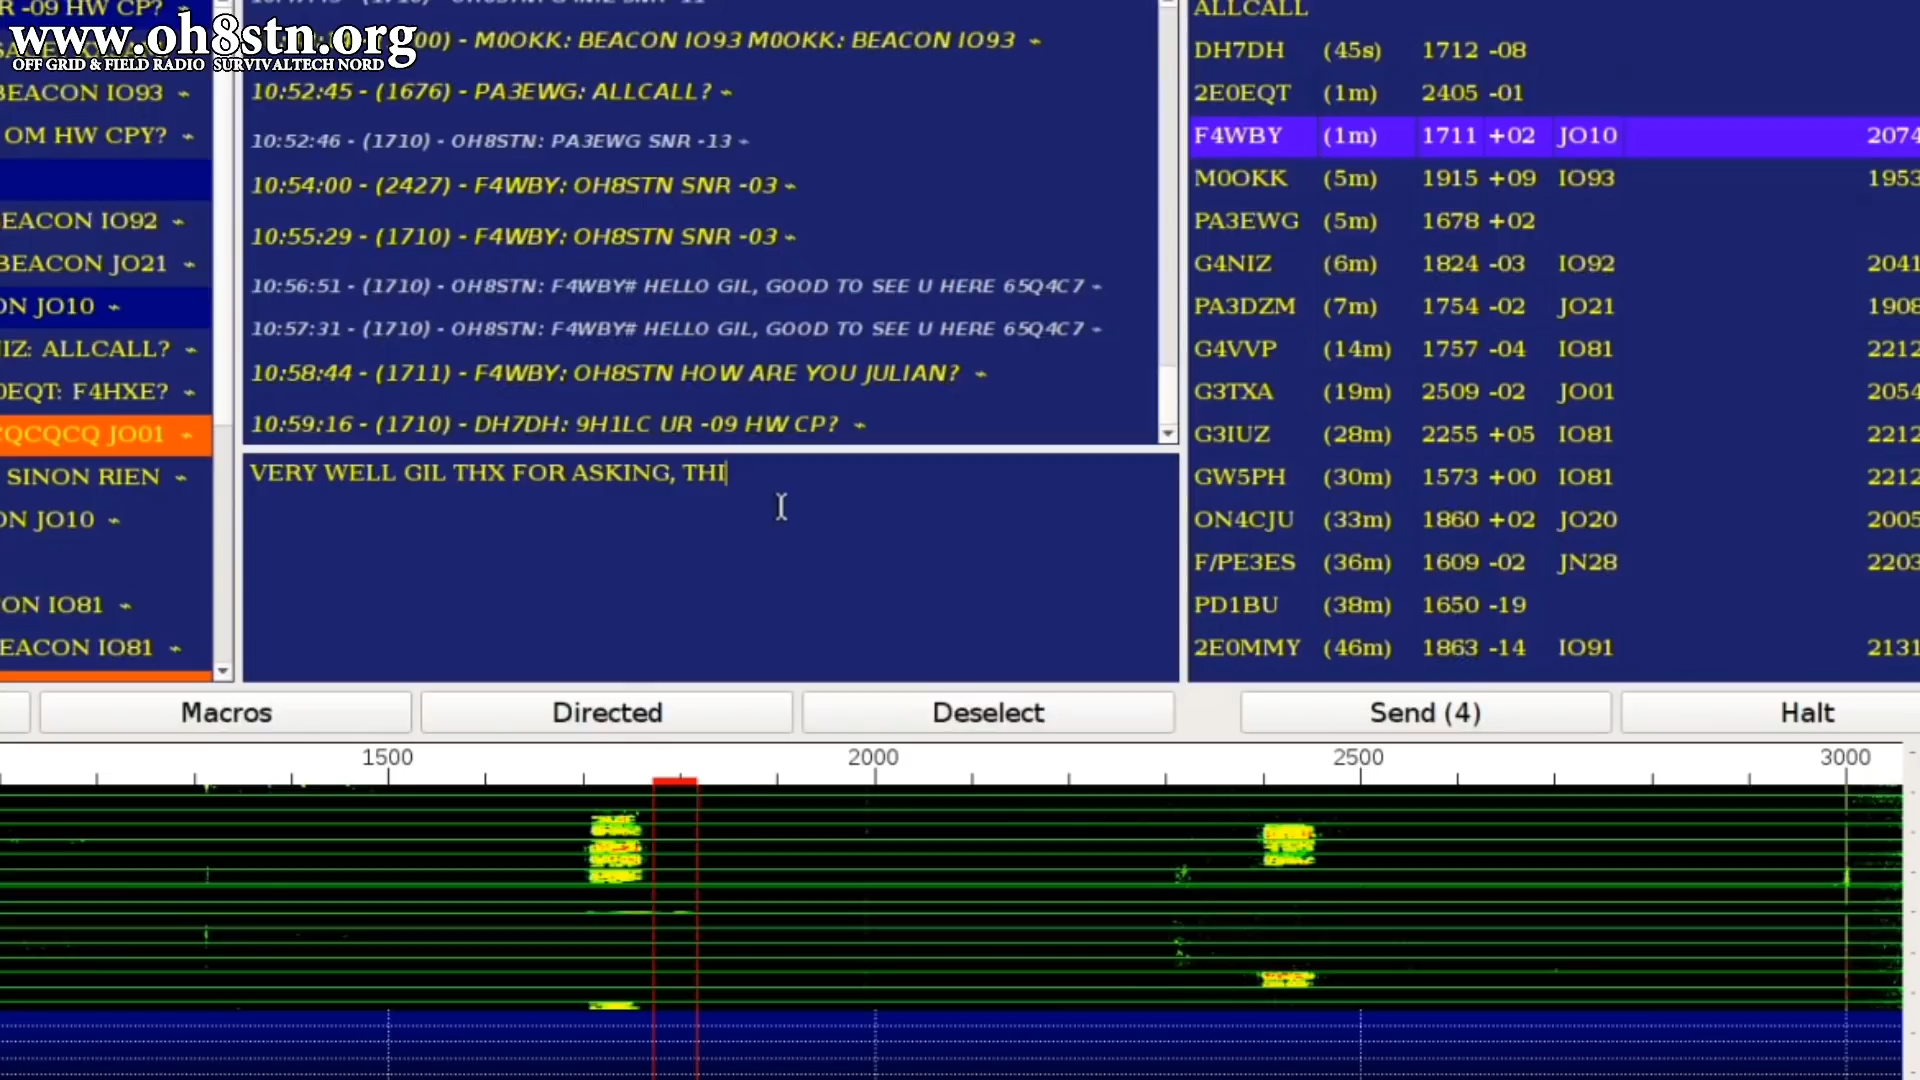 R -09 HW CP?
www.oh8stn.org
OFF GRID & FIELD RADIO SURVIVALTECH NORD
BEACON IO93
OM HW CPY?
EACON IO92
BEACON JO21
ON JO10
IZ: ALLCALL?
0EQT: F4HXE?
CQCQCQ JO01
SINON RIEN
ON JO10
ON IO81
EACON IO81
00) - M0OKK: BEACON IO93 M0OKK: BEACON IO93
10:52:45 - (1676) - PA3EWG: ALLCALL?
10:52:46 - (1710) - OH8STN: PA3EWG SNR -13
10:54:00 - (2427) - F4WBY: OH8STN SNR -03
10:55:29 - (1710) - F4WBY: OH8STN SNR -03
10:56:51 - (1710) - OH8STN: F4WBY# HELLO GIL, GOOD TO SEE U HERE 65Q4C7
10:57:31 - (1710) - OH8STN: F4WBY# HELLO GIL, GOOD TO SEE U HERE 65Q4C7
10:58:44 - (1711) - F4WBY: OH8STN HOW ARE YOU JULIAN?
10:59:16 - (1710) - DH7DH: 9H1LC UR -09 HW CP?
VERY WELL GIL THX FOR ASKING, THI
ALLCALL
DH7DH (45s) 1712 -08
2E0EQT (1m) 2405 -01
F4WBY (1m) 1711 +02 JO10 2074
M0OKK (5m) 1915 +09 IO93 1953
PA3EWG (5m) 1678 +02
G4NIZ (6m) 1824 -03 IO92 2041
PA3DZM (7m) 1754 -02 JO21 1908
G4VVP (14m) 1757 -04 IO81 2212
G3TXA (19m) 2509 -02 JO01 2054
G3IUZ (28m) 2255 +05 IO81 2212
GW5PH (30m) 1573 +00 IO81 2212
ON4CJU (33m) 1860 +02 JO20 2005
F/PE3ES (36m) 1609 -02 JN28 2203
PD1BU (38m) 1650 -19
2E0MMY (46m) 1863 -14 IO91 2131
Macros Directed Deselect Send (4) Halt
1500 2000 2500 3000